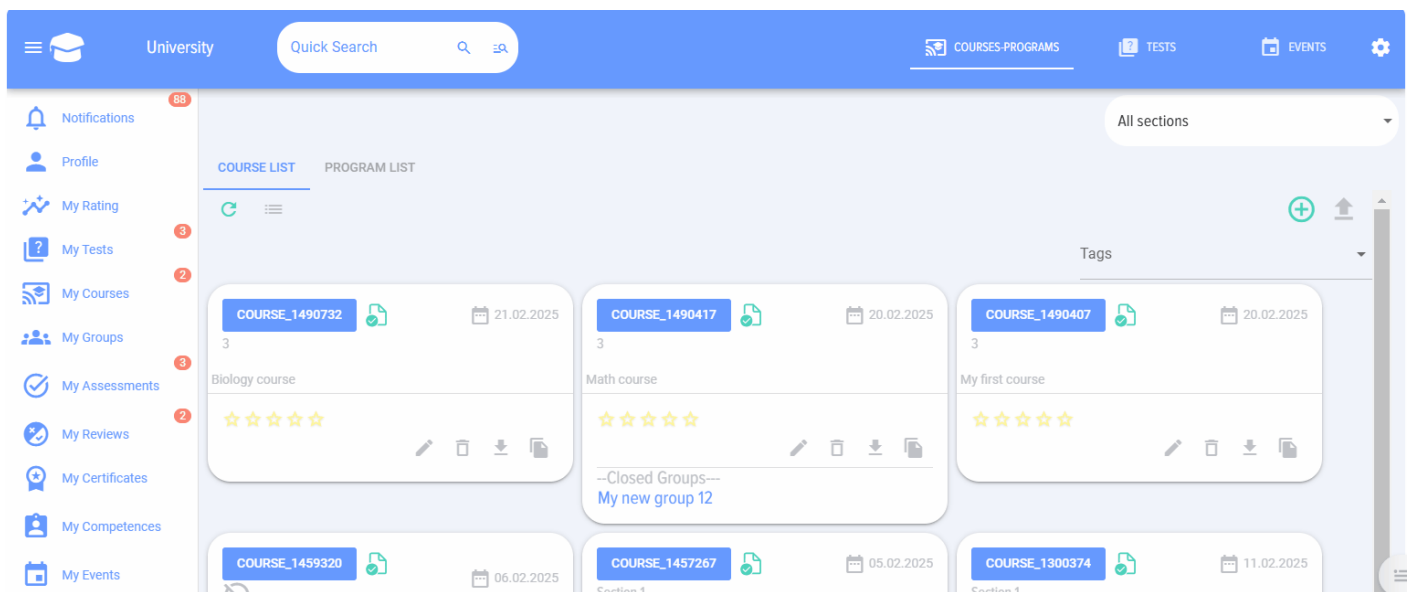 University
Quick Search
COURSES-PROGRAMS
?
TESTS
EVENTS
88
Notifications
Profile
My Rating
3
?
My Tests
2
My Courses
My Groups
3
My Assessments
2
My Reviews
My Certificates
My Competences
My Events
All sections
COURSE LIST
PROGRAM LIST
Tags
COURSE_1490732
21.02.2025
3
Biology course
COURSE_1490417
20.02.2025
3
Math course
--Closed Groups---
My new group 12
COURSE_1490407
20.02.2025
3
My first course
COURSE_1459320
06.02.2025
COURSE_1457267
05.02.2025
Section 1
COURSE_1300374
11.02.2025
Section 1